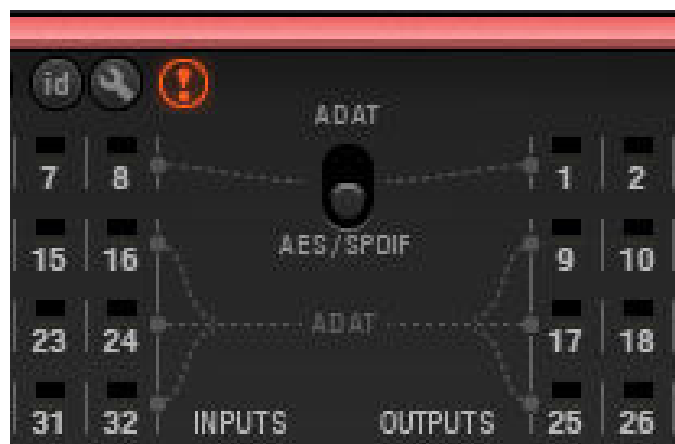 id !
ADAT
7 8 1 2
AES/SPDIF
15 16 9 10
ADAT
23 24 17 18
31 32 INPUTS OUTPUTS 25 26